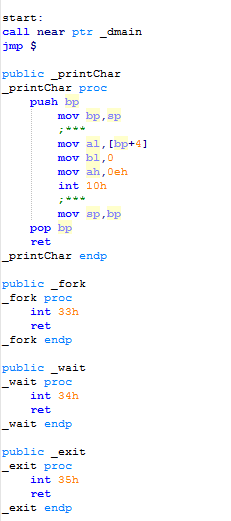 start:
call near ptr _dmain
jmp $
public _printChar
_printChar proc
push bp
mov bp,sp
;***
mov al,[bp+4]
mov bl,0
mov ah,0eh
int 10h
;***
mov sp,bp
pop bp
ret
_printChar endp
public _fork
_fork proc
int 33h
ret
_fork endp
public _wait
_wait proc
int 34h
ret
_wait endp
public _exit
_exit proc
int 35h
ret
_exit endp